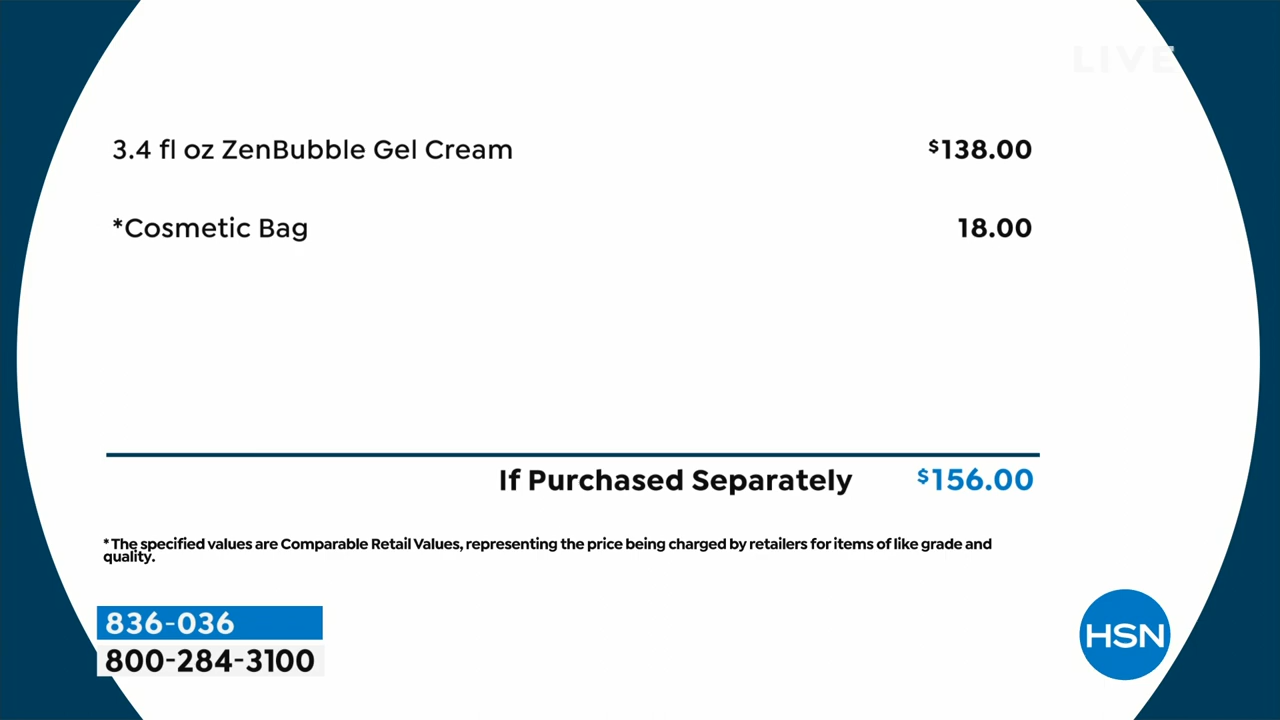 LIVE
3.4 fl oz ZenBubble Gel Cream $138.00
*Cosmetic Bag 18.00
If Purchased Separately $156.00
*The specified values are Comparable Retail Values, representing the price being charged by retailers for items of like grade and
quality.
836-036
800-284-3100
HSN